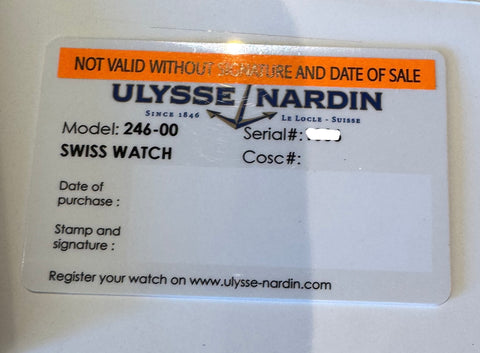 NOT VALID WITHOUT SIGNATURE AND DATE OF SALE
ULYSSE NARDIN
SINCE 1846 LE LOCLE - SUISSE
Model: 246-00 Serial#:
SWISS WATCH Cosc#:
Date of
purchase :
Stamp and
signature :
Register your watch on www.ulysse-nardin.com